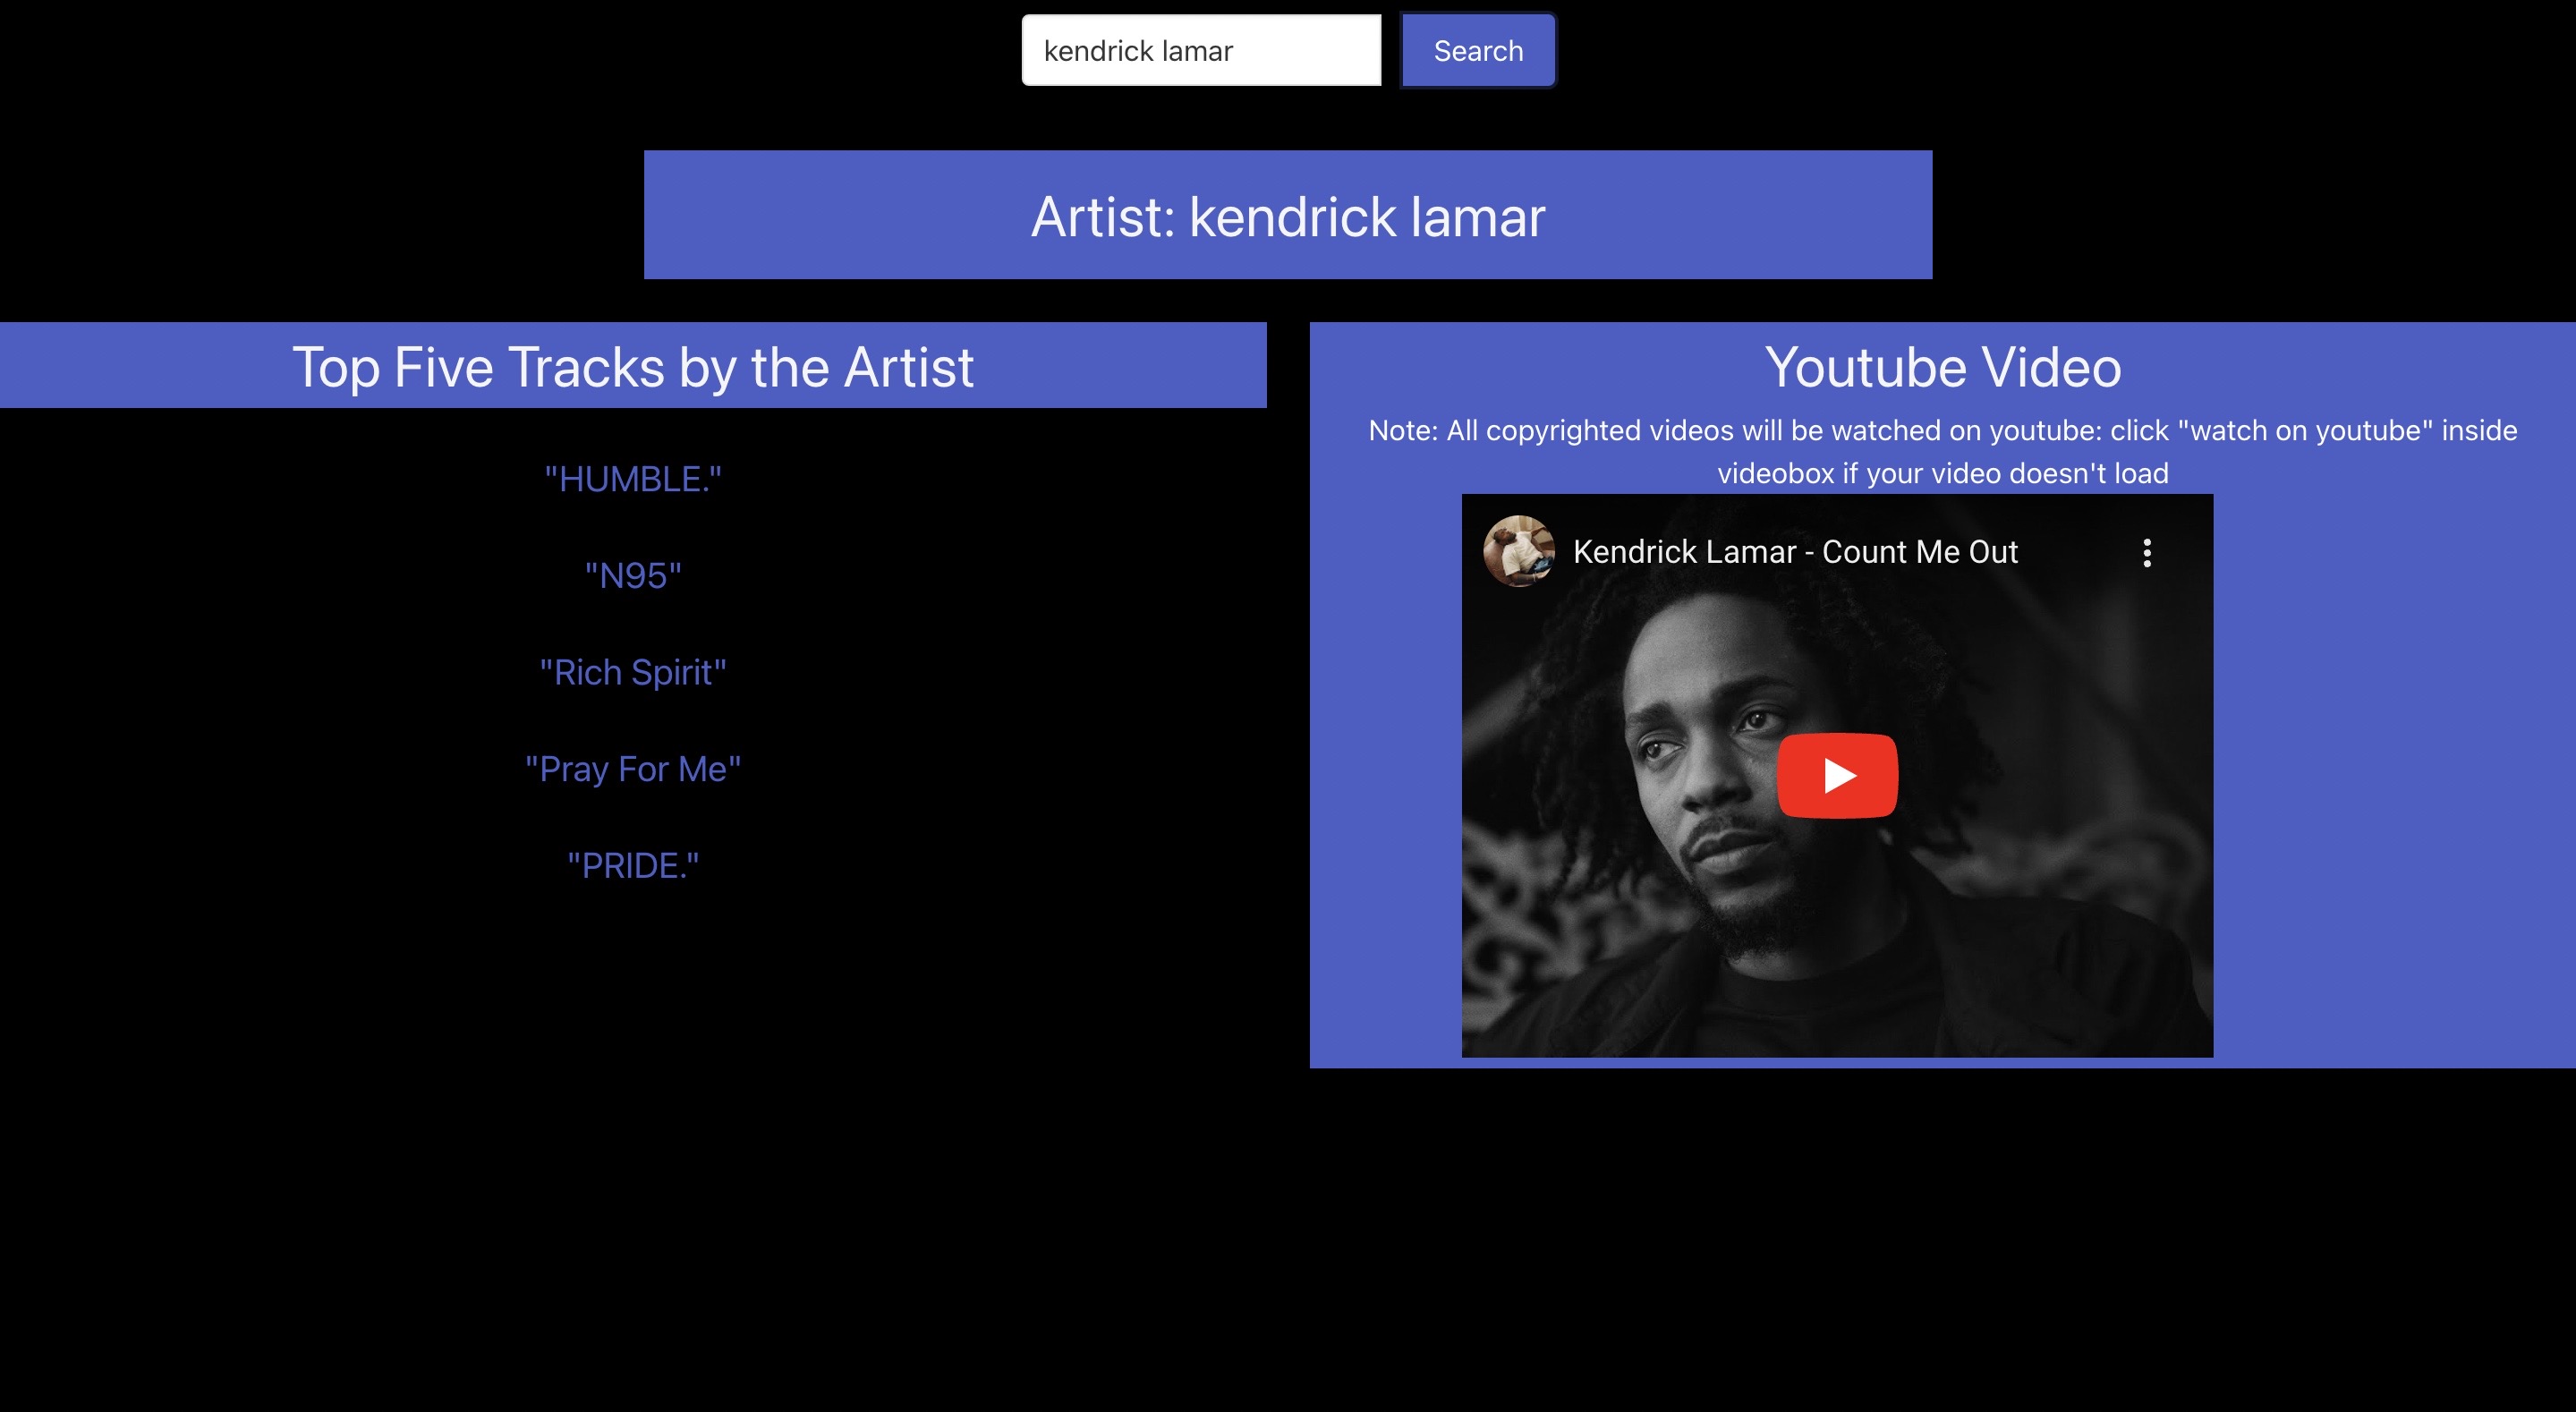 kendrick lamar
Search
Artist: kendrick lamar
Top Five Tracks by the Artist
"HUMBLE."
"N95"
"Rich Spirit"
"Pray For Me"
"PRIDE."
Youtube Video
Note: All copyrighted videos will be watched on youtube: click "watch on youtube" inside
videobox if your video doesn't load
Kendrick Lamar - Count Me Out